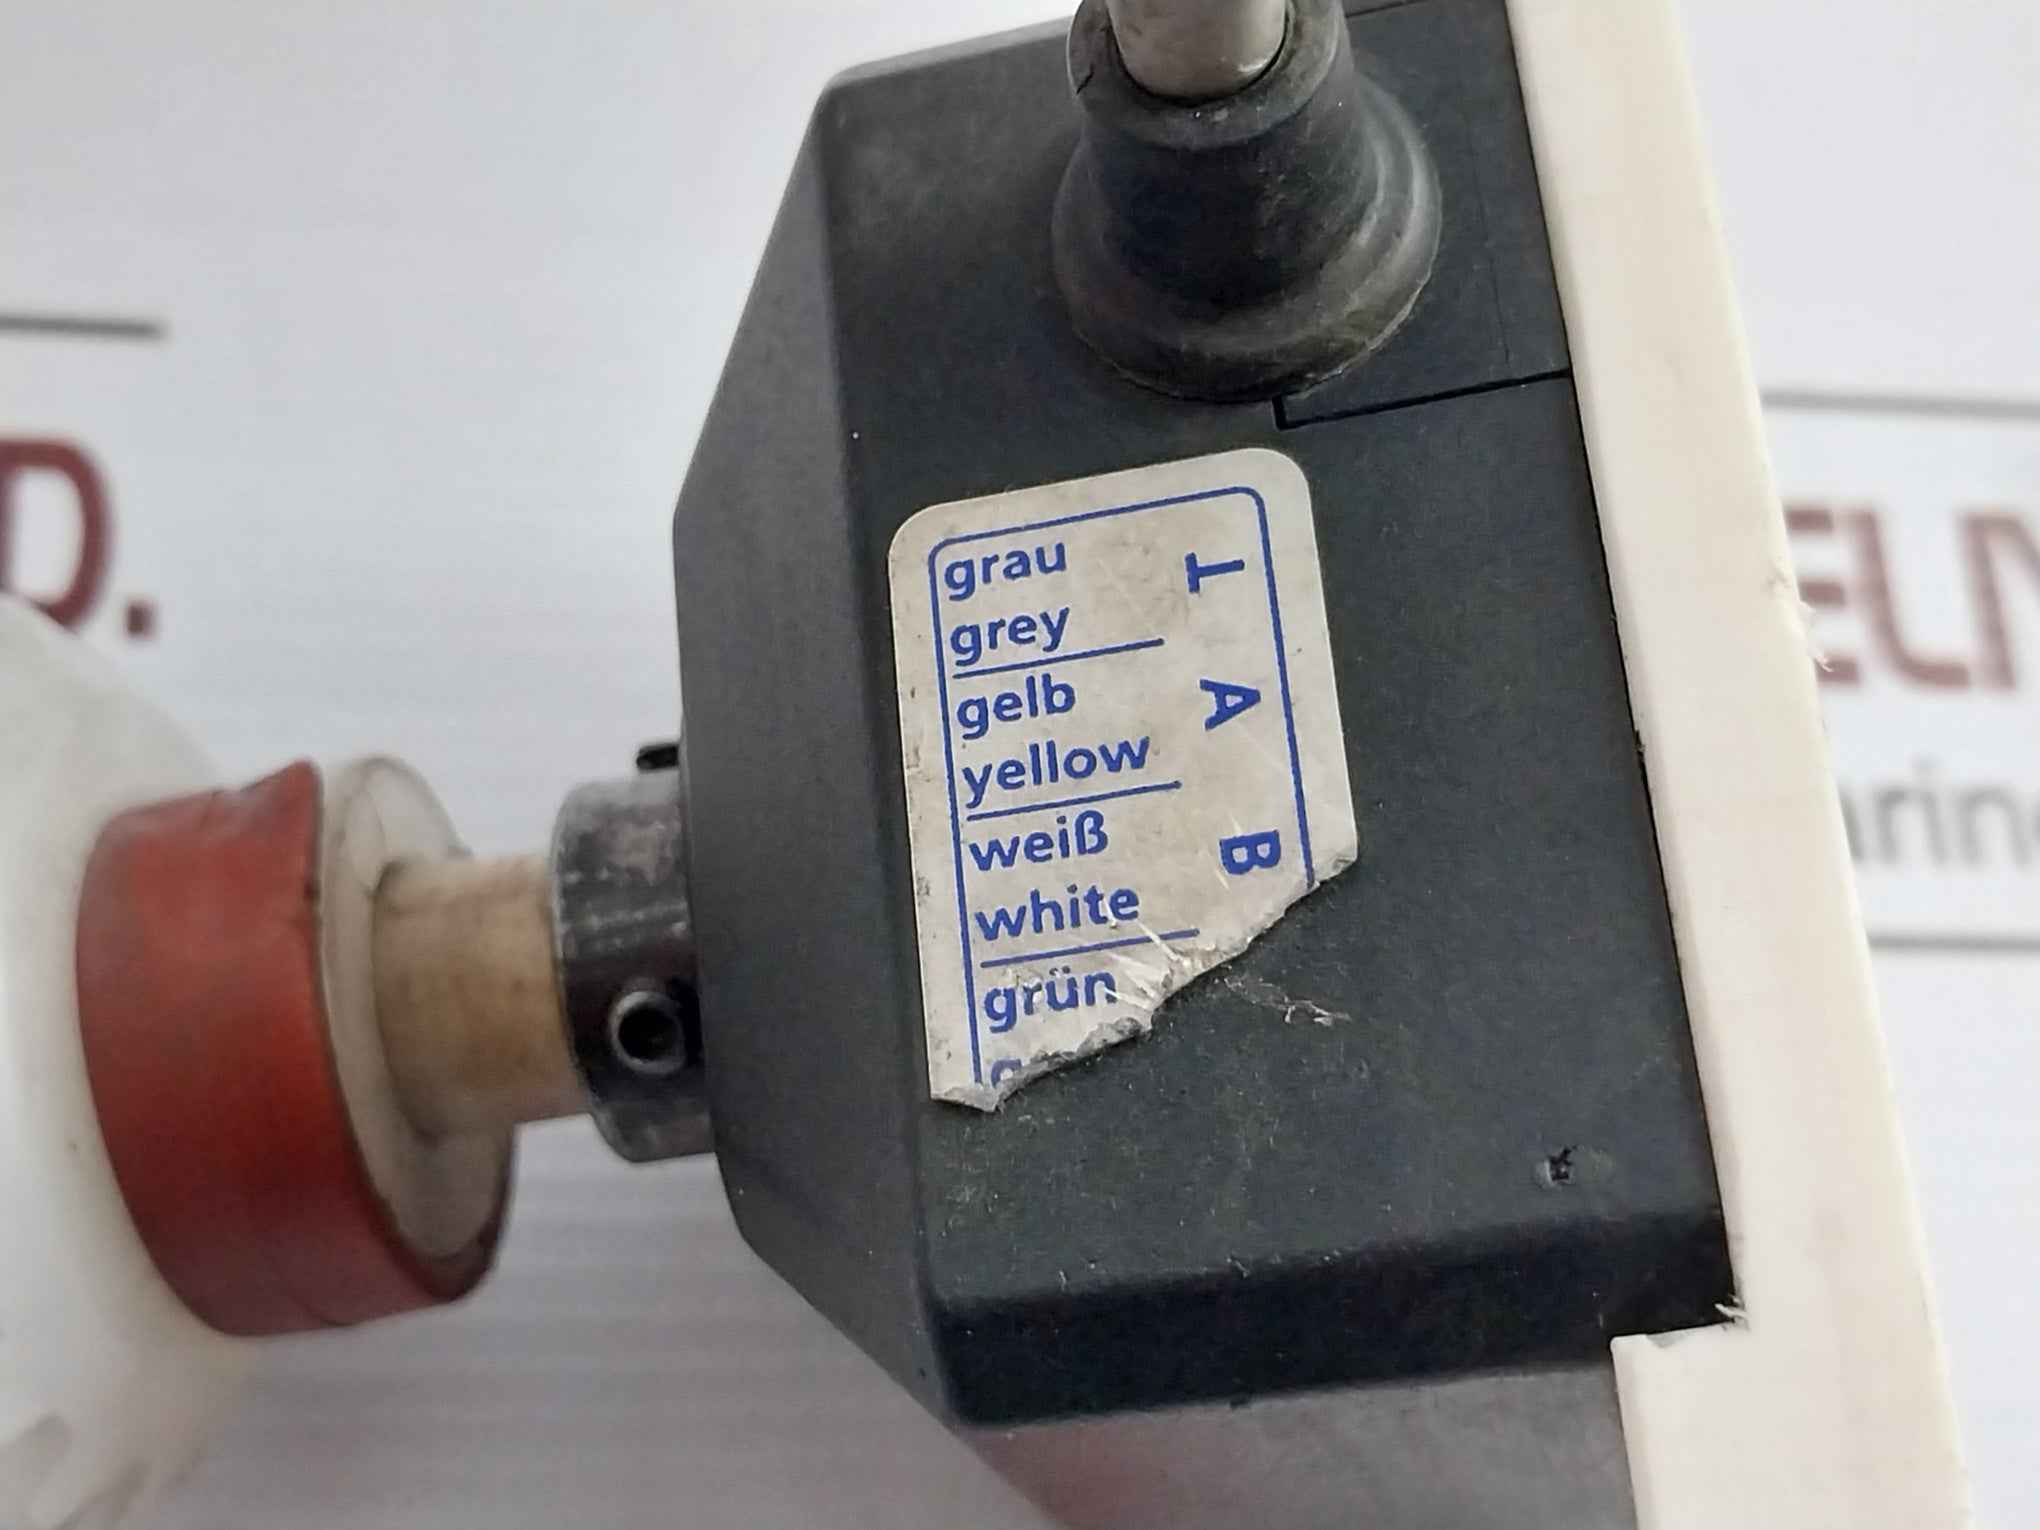 grau
grey
⊥
gelb
yellow
A
weiß
white
B
grün
D.